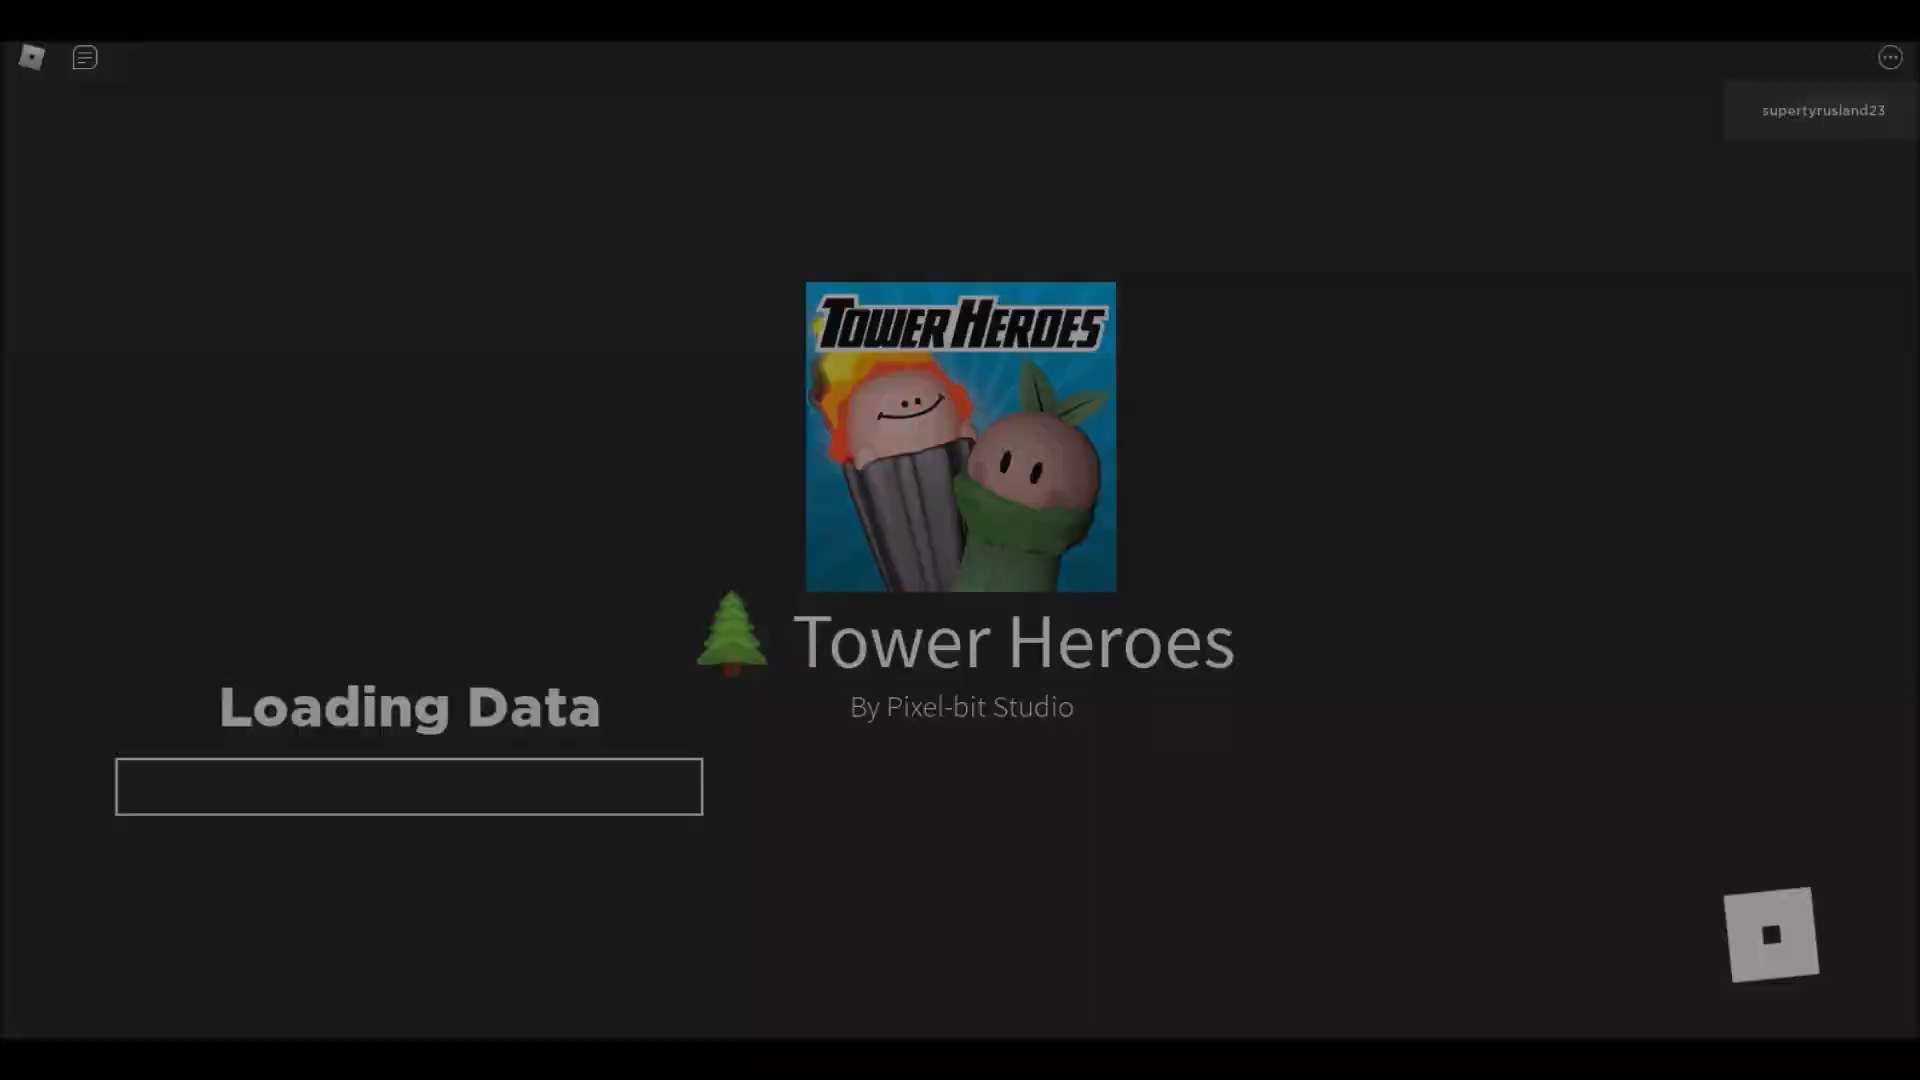 supertyrusland23
TOWER HEROES
🌲 Tower Heroes
By Pixel-bit Studio
Loading Data